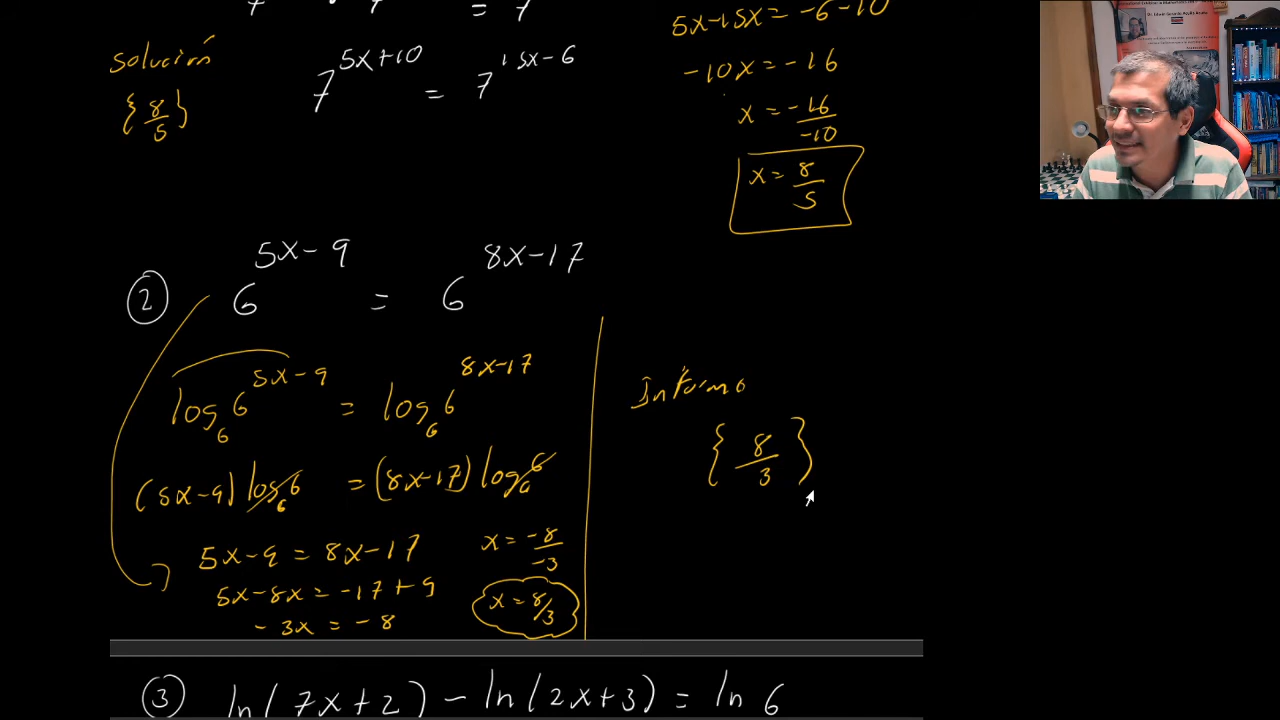 = 7
5x-15x = -6-10
Solución
7^{5x+10} = 7^{15x-6}
-10x = -16
{8/5}
x = -16/-10
x = 8/5
② 6^{5x-9} = 6^{8x-17}
log_6 6^{5x-9} = log_6 6^{8x-17}
Informo
{8/3}
(5x-9) log_6 6 = (8x-17) log_6 6
5x-9 = 8x-17
x = -8/-3
5x-8x = -17+9
x = 8/3
-3x = -8
③ ln(7x+2) - ln(2x+3) = ln 6